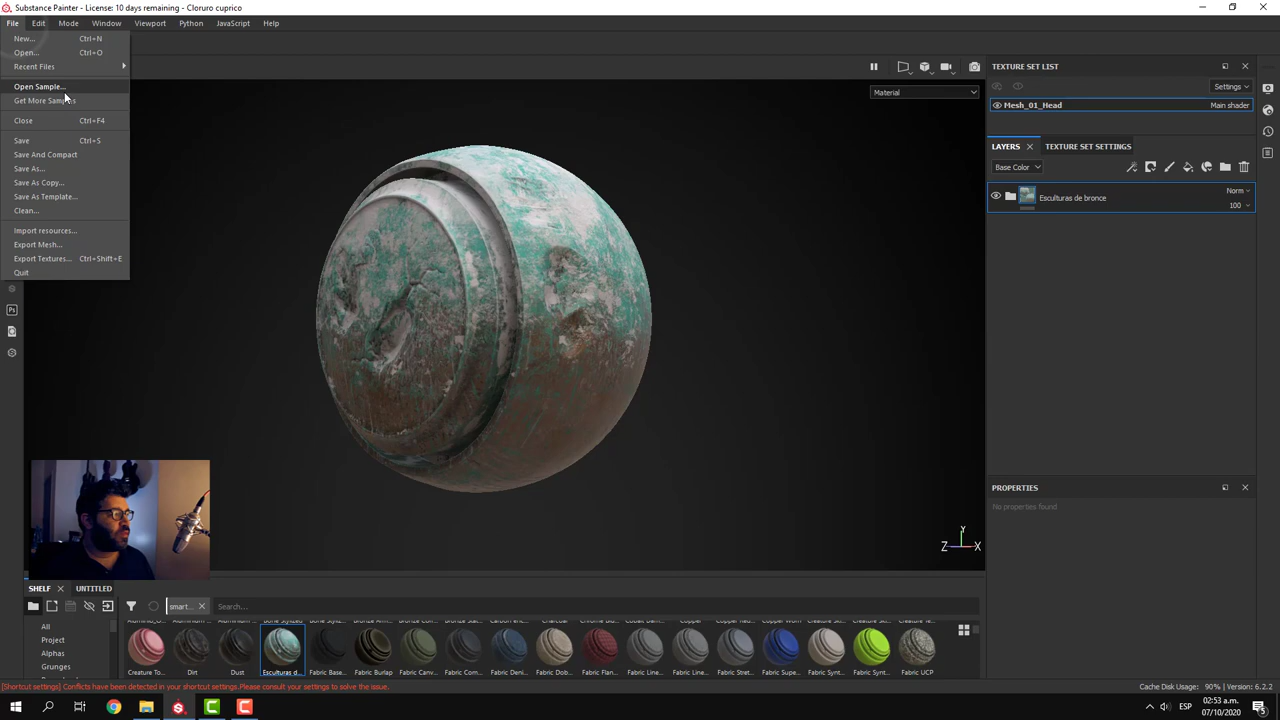 Substance Painter - License: 10 days remaining - Cloruro cuprico
File Edit Mode Window Viewport Python JavaScript Help
New... Ctrl+N
Open... Ctrl+O
Recent Files
Open Sample...
Get More Samples
Close Ctrl+F4
Save Ctrl+S
Save And Compact
Save As...
Save As Copy...
Save As Template...
Clean...
Import resources...
Export Mesh...
Export Textures... Ctrl+Shift+E
Quit
Ps
Material
TEXTURE SET LIST
Settings
Mesh_01_Head Main shader
LAYERS TEXTURE SET SETTINGS
Base Color
Esculturas de bronce Norm
100
PROPERTIES
No properties found
Y
Z X
SHELF UNTITLED
smart... Search...
All
Project
Alphas
Grunges
Creature To... Dirt Dust Esculturas d... Fabric Base... Fabric Burlap Fabric Canv... Fabric Com... Fabric Deni... Fabric Dob... Fabric Flan... Fabric Line... Fabric Line... Fabric Stret... Fabric Supe... Fabric Synt... Fabric Synt... Fabric UCP
[Shortcut settings] Conflicts have been detected in your shortcut settings.Please consult your settings to solve the issue.
Cache Disk Usage: 90% | Version: 6.2.2
ESP
02:53 a.m.
07/10/2020
5